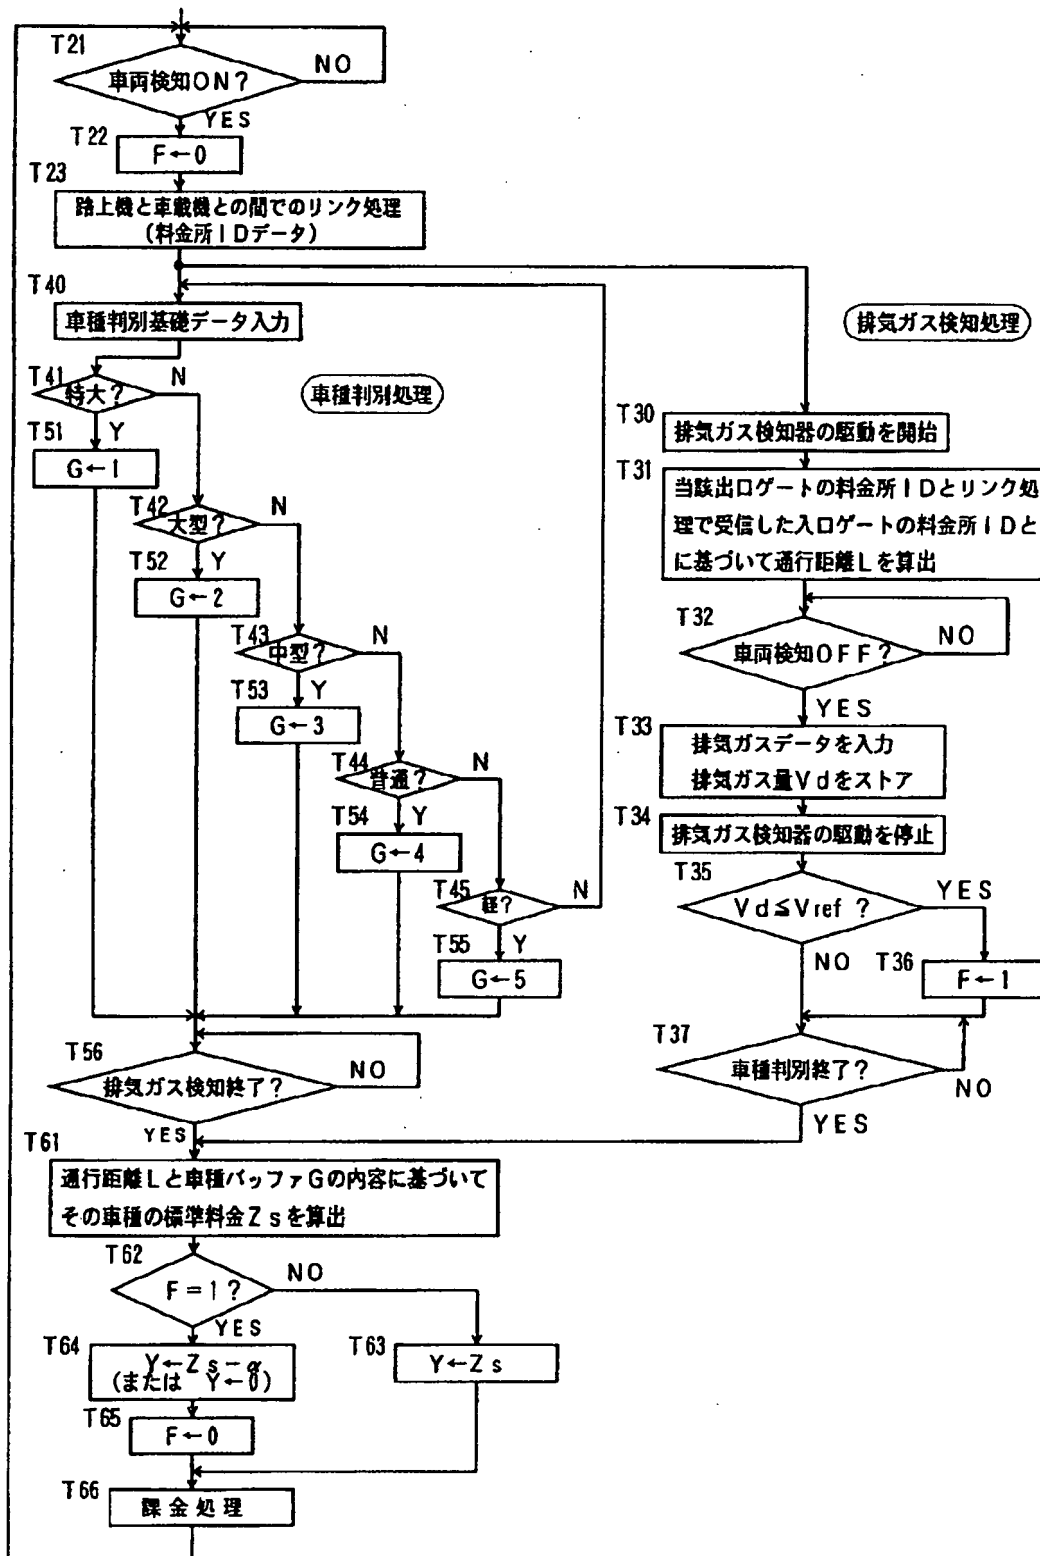 T21
車両検知ON?
NO
YES
T22
F←0
T23
路上機と車載機との間でのリンク処理
(料金所IDデータ)
T40
車種判別基礎データ入力
排気ガス検知処理
T41
特大?
N
車種判別処理
Y
T51
G←1
T30
排気ガス検知器の駆動を開始
T31
当該出口ゲートの料金所IDとリンク処
理で受信した入口ゲートの料金所IDと
に基づいて通行距離Lを算出
T42
大型?
N
Y
T52
G←2
T32
車両検知OFF?
NO
YES
T43
中型?
N
Y
T53
G←3
T33
排気ガスデータを入力
排気ガス量Vdをストア
T44
普通?
N
Y
T54
G←4
T34
排気ガス検知器の駆動を停止
T45
軽?
N
Y
T55
G←5
T35
Vd≦Vref?
YES
NO
T36
F←1
T56
排気ガス検知終了?
NO
YES
T37
車種判別終了?
NO
YES
T61
通行距離Lと車種バッファGの内容に基づいて
その車種の標準料金Zsを算出
T62
F=1?
NO
YES
T64
Y←Zs-α
(または Y←0)
T63
Y←Zs
T65
F←0
T66
課金処理